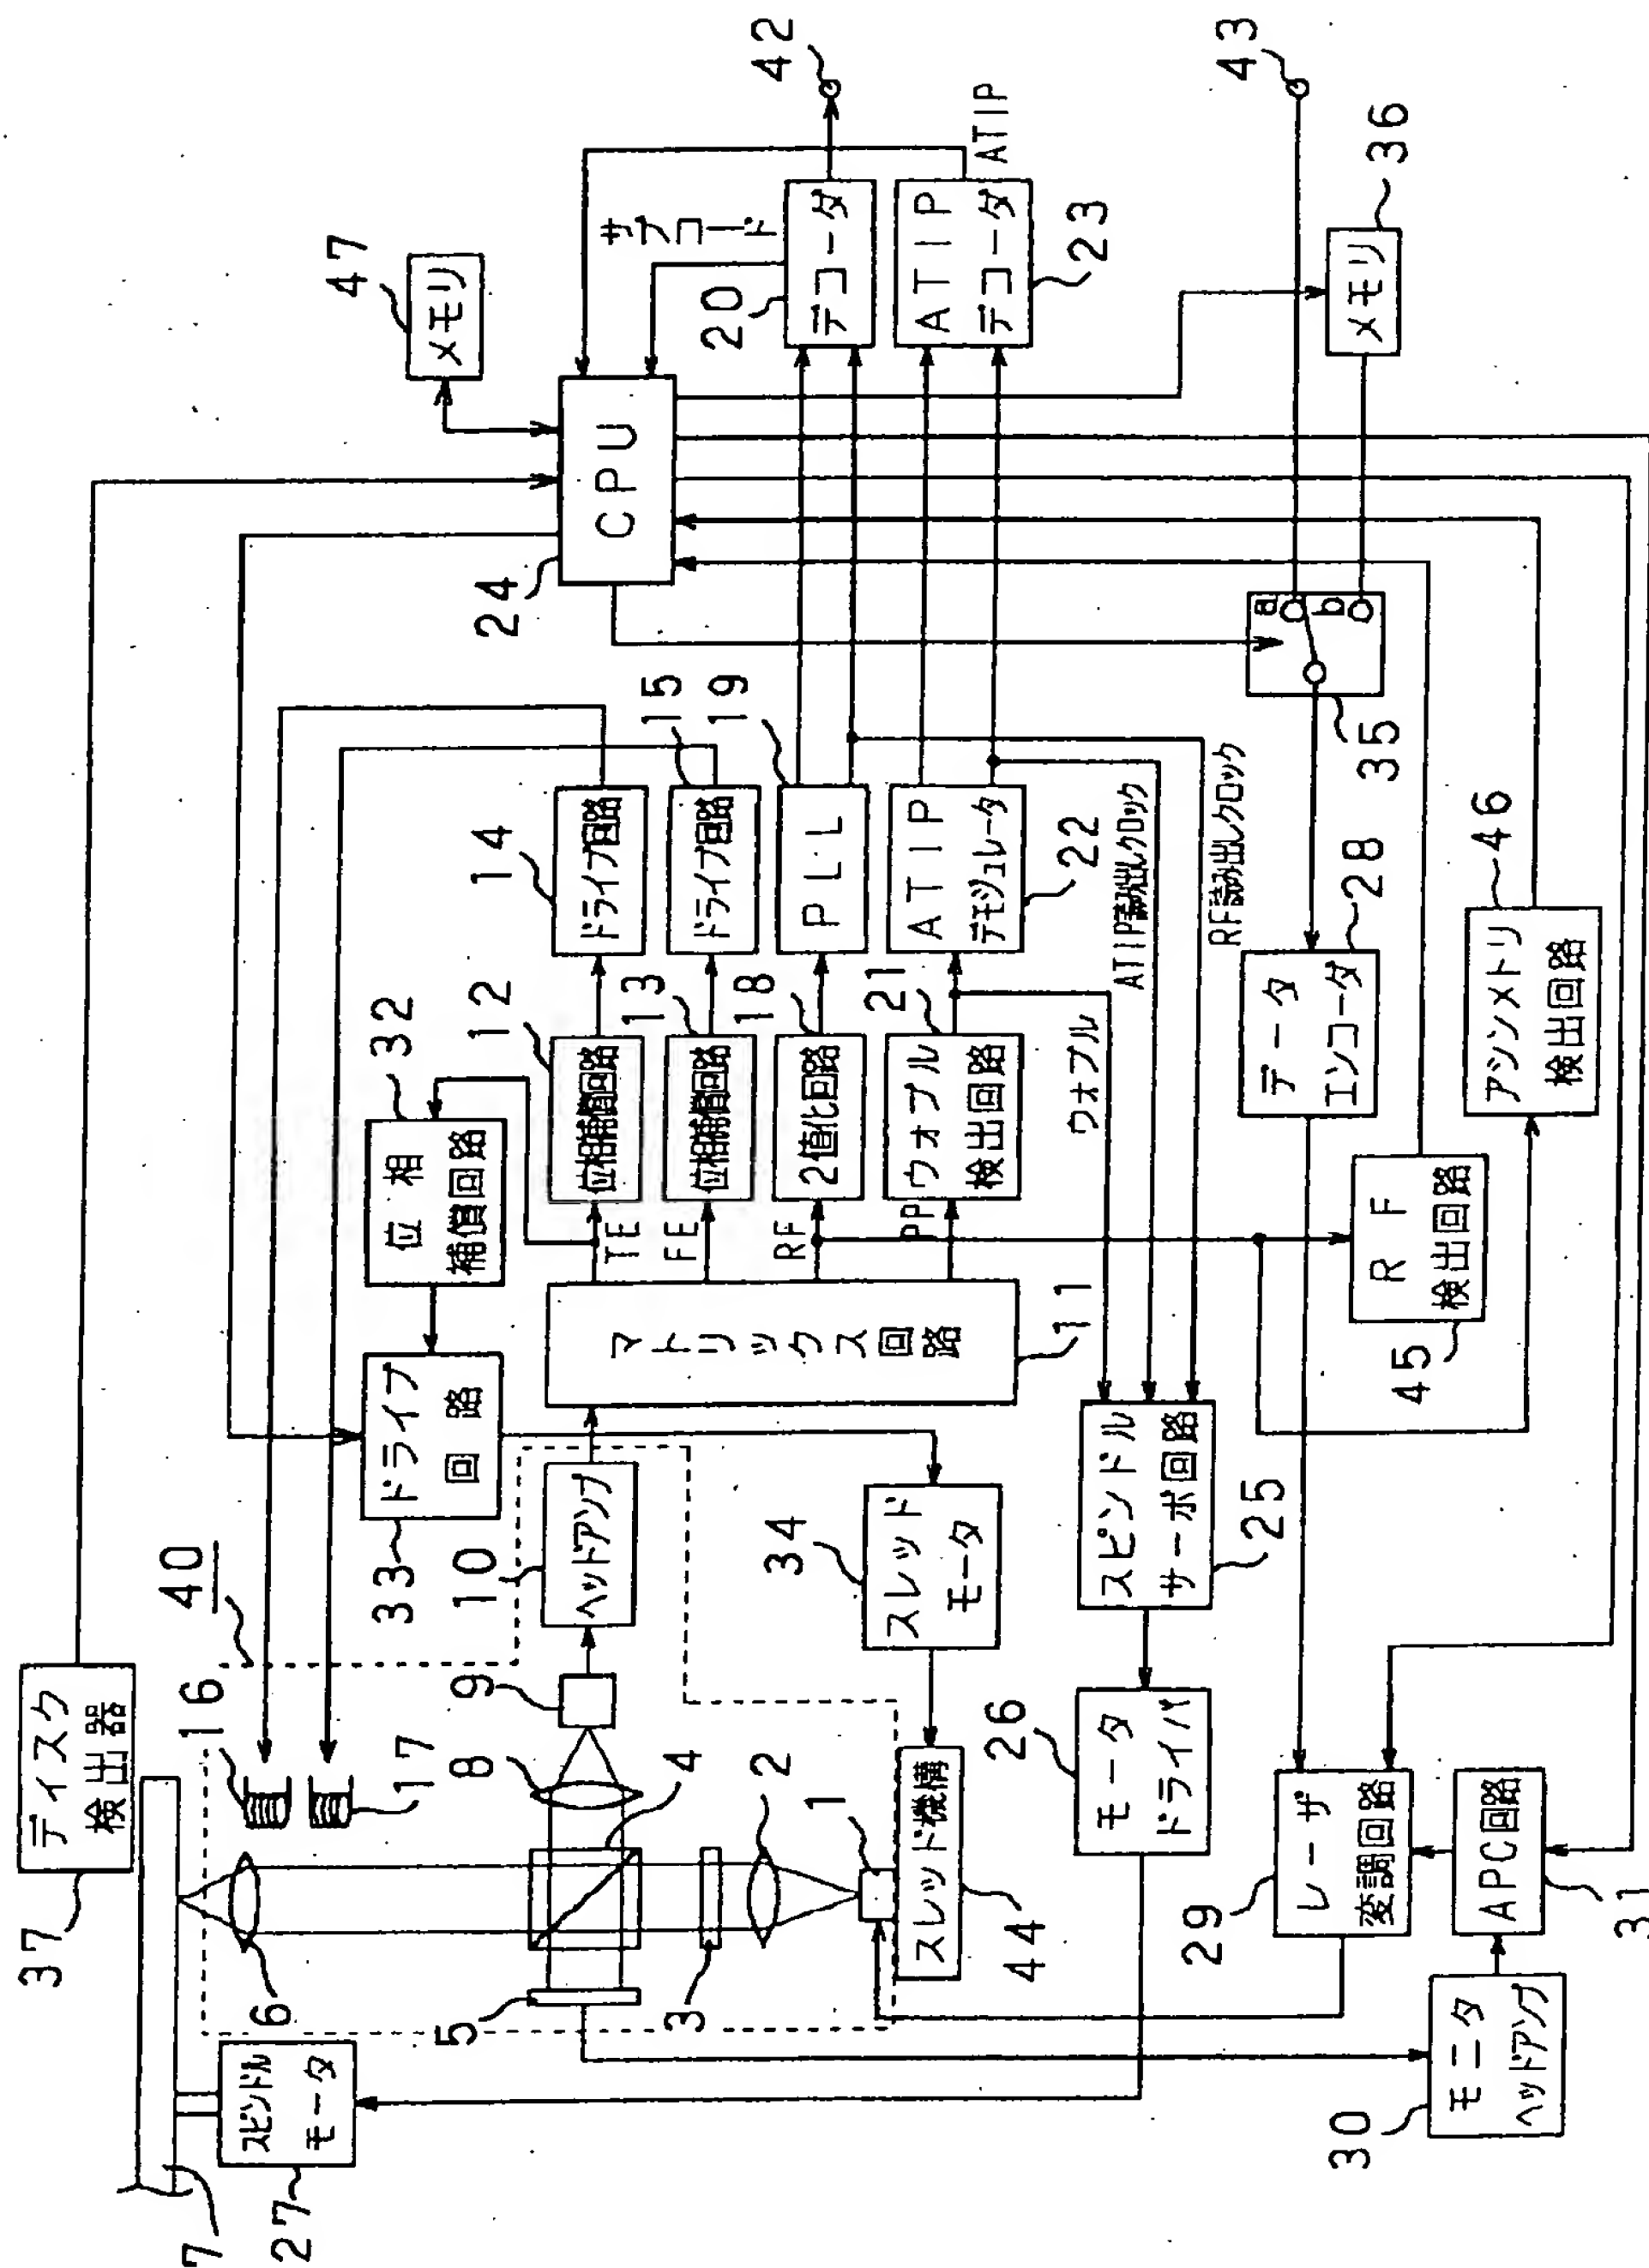 37
ディスク
検出器
7
27
スピンドル
モータ
6
16
17
40
5
8
4
9
3
2
1
10
ヘッドアンプ
スレッド機構
44
34
スレッド
モータ
33
ドライブ
回路
32
位相
補償回路
マトリックス回路
11
TE
FE
RF
PP
12
位相補償回路
13
位相補償回路
18
2値化回路
21
ウォブル
検出回路
14
ドライブ回路
15
ドライブ回路
19
PLL
ATIP
デモジュレータ
22
ウォブル
ATIP読出しクロック
RF読出しクロック
24
CPU
47
メモリ
サブコード
20
デコーダ
42
ATIP
デコーダ
23
ATIP
43
36
メモリ
a
b
35
データ
エンコーダ
28
アシンメトリ
検出回路
46
RF
検出回路
45
スピンドル
サーボ回路
25
26
モータ
ドライバ
29
レーザ
変調回路
APC回路
31
30
モニタ
ヘッドアンプ